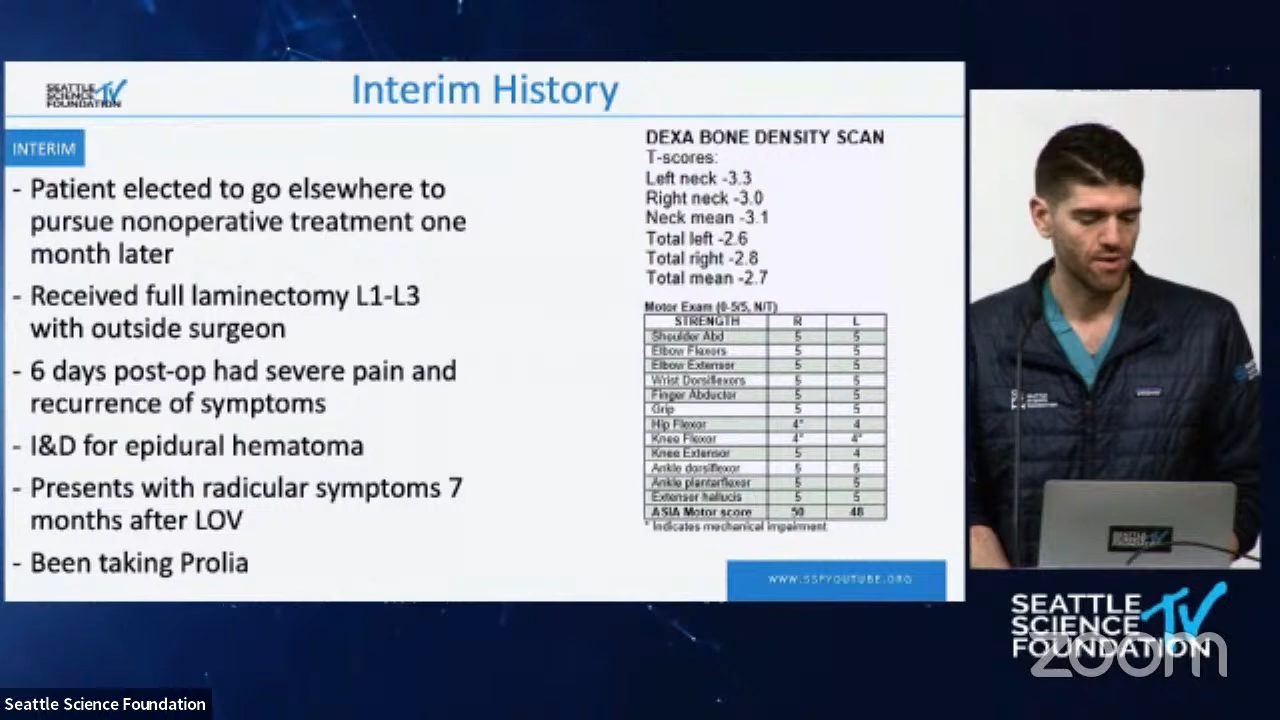 SEATTLE
SCIENCE TV
FOUNDATION
Interim History
INTERIM
- Patient elected to go elsewhere to
pursue nonoperative treatment one
month later
- Received full laminectomy L1-L3
with outside surgeon
- 6 days post-op had severe pain and
recurrence of symptoms
- I&D for epidural hematoma
- Presents with radicular symptoms 7
months after LOV
- Been taking Prolia
DEXA BONE DENSITY SCAN
T-scores:
Left neck -3.3
Right neck -3.0
Neck mean -3.1
Total left -2.6
Total right -2.8
Total mean -2.7
Motor Exam (0-5/5, N/T)
STRENGTH R L
Shoulder Abd 5 5
Elbow Flexors 5 5
Elbow Extensor 5 5
Wrist Dorsiflexors 5 5
Finger Abductor 5 5
Grip 5 5
Hip Flexor 4* 4
Knee Flexor 4* 4*
Knee Extensor 5 4
Ankle dorsiflexor 5 5
Ankle plantarflexor 5 5
Extensor hallucis 5 5
ASIA Motor score 50 48
* Indicates mechanical impairment
WWW.SSFYOUTUBE.ORG
SEATTLE
SCIENCE TV
FOUNDATION
zoom
Seattle Science Foundation